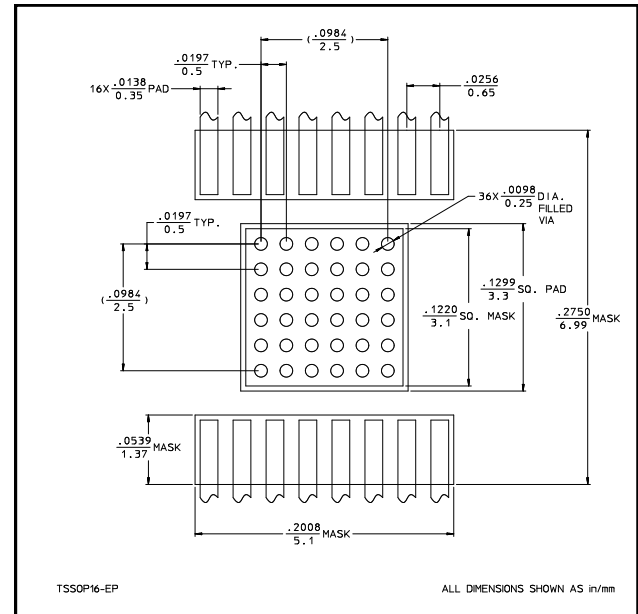 (.0984
2.5)
.0197
0.5 TYP.
16X .0138
0.35 PAD
.0256
0.65
36X .0098
0.25 DIA.
FILLED
VIA
.0197
0.5 TYP.
(.0984
2.5)
.1299
3.3 SQ. PAD
.1220
3.1 SQ. MASK
.2750
6.99 MASK
.0539
1.37 MASK
.2008
5.1 MASK
TSSOP16-EP
ALL DIMENSIONS SHOWN AS in/mm